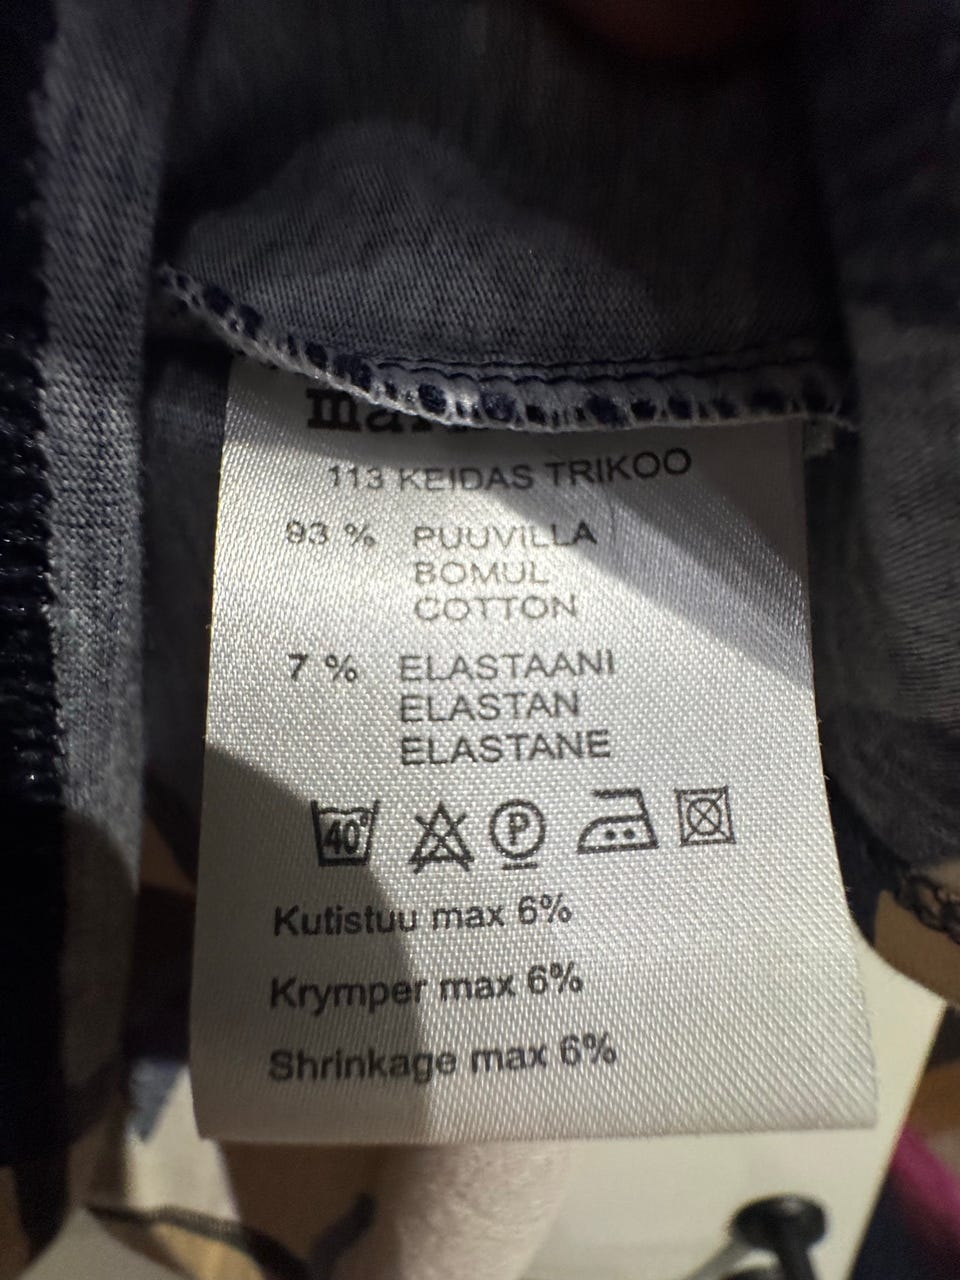 113 KEIDAS TRIKOO
93 % PUUVILLA
BOMUL
COTTON
7 % ELASTAANI
ELASTAN
ELASTANE
40° P
Kutistuu max 6%
Krymper max 6%
Shrinkage max 6%